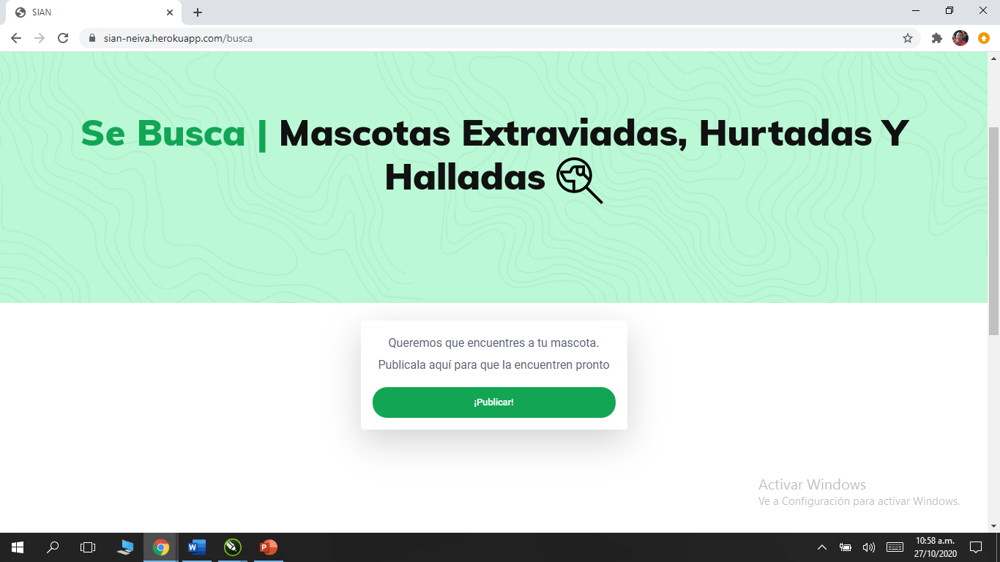 SIAN
sian-neiva.herokuapp.com/busca
Se Busca | Mascotas Extraviadas, Hurtadas Y
Halladas
Queremos que encuentres a tu mascota.
Publicala aquí para que la encuentren pronto
¡Publicar!
Activar Windows
Ve a Configuración para activar Windows.
10:58 a.m.
27/10/2020